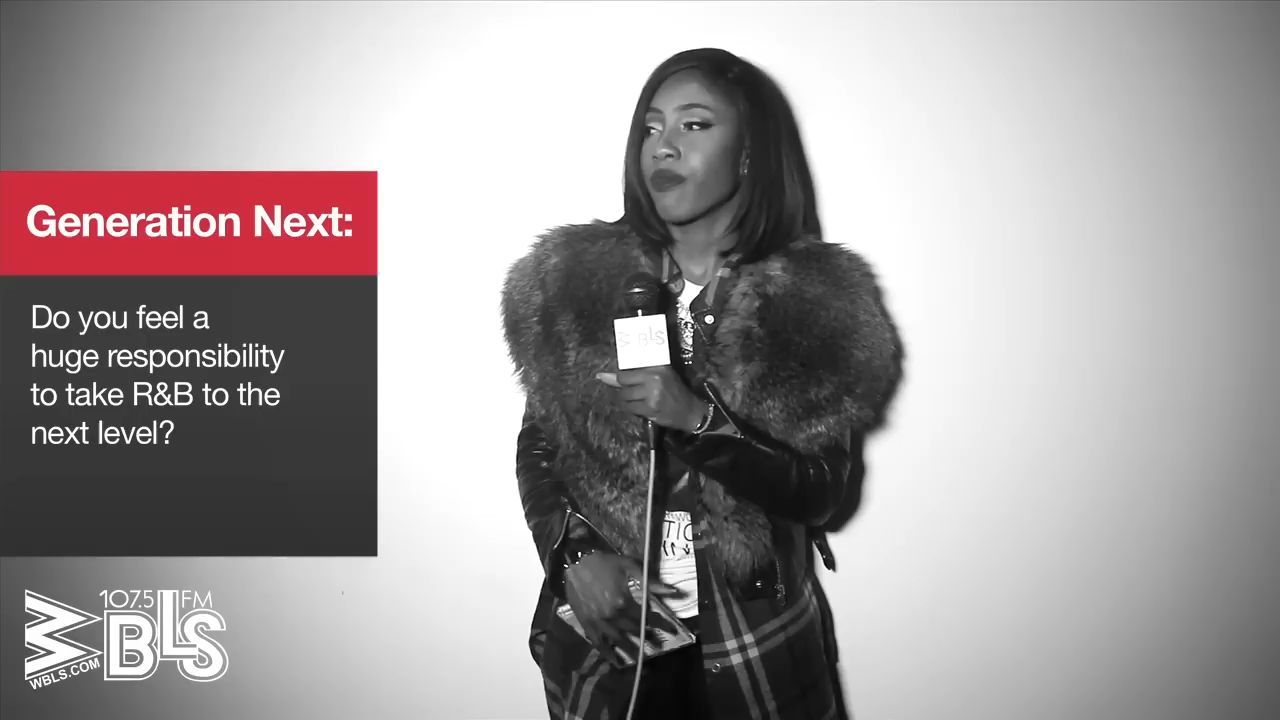 Generation Next:
Do you feel a
huge responsibility
to take R&B to the
next level?
WBLS
107.5 FM
WBLS
WBLS.COM